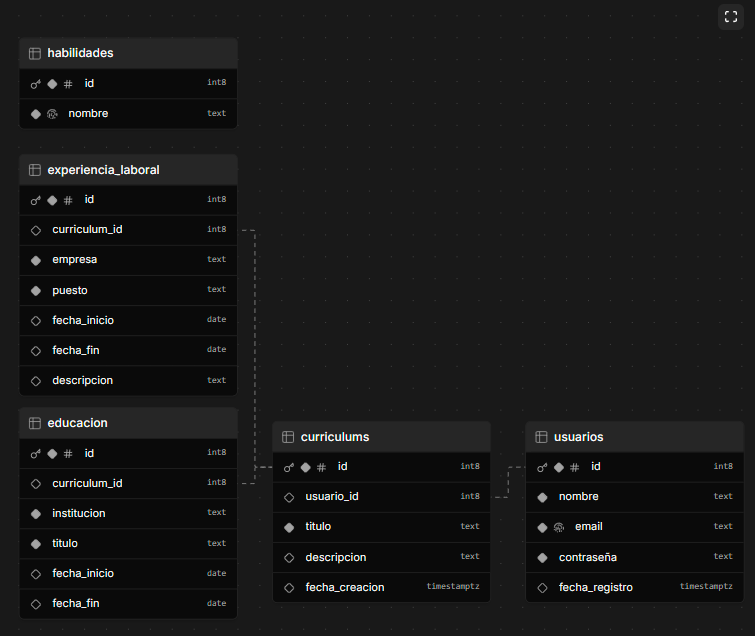 habilidades
id int8
nombre text
experiencia_laboral
id int8
curriculum_id int8
empresa text
puesto text
fecha_inicio date
fecha_fin date
descripcion text
educacion
id int8
curriculum_id int8
institucion text
titulo text
fecha_inicio date
fecha_fin date
curriculums
id int8
usuario_id int8
titulo text
descripcion text
fecha_creacion timestamptz
usuarios
id int8
nombre text
email text
contraseña text
fecha_registro timestamptz